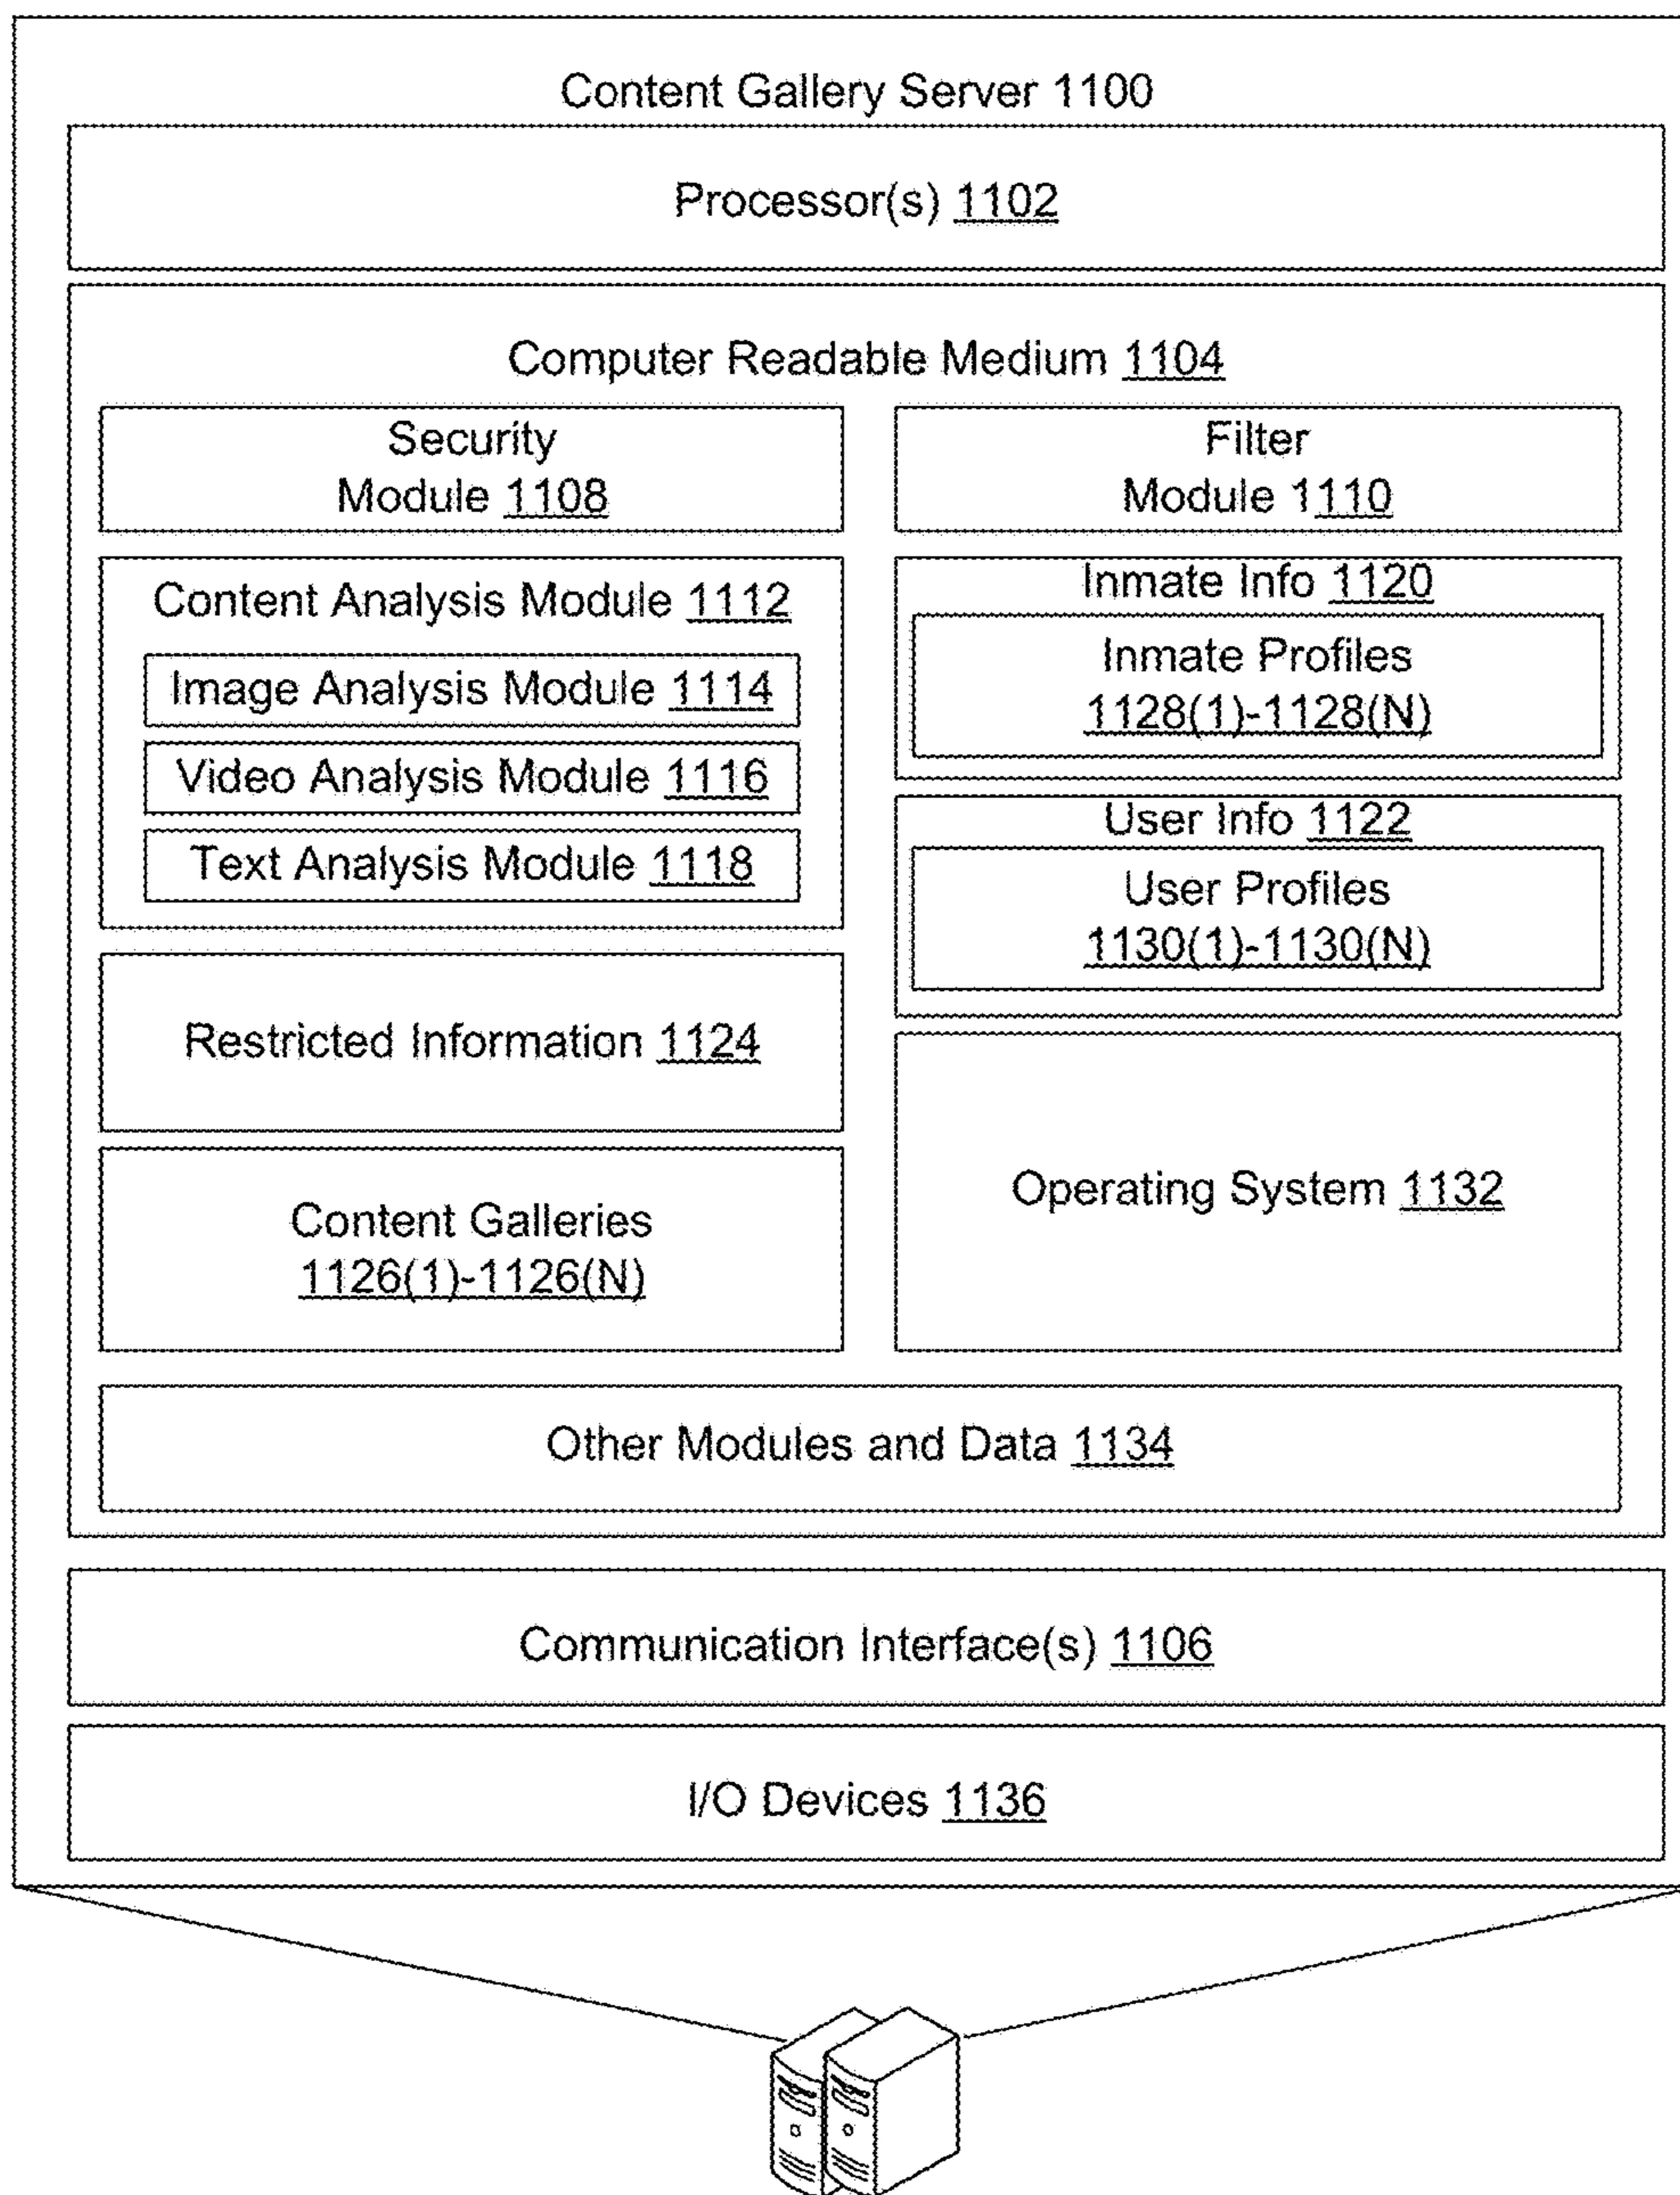 Content Gallery Server 1100
Processor(s) 1102
Computer Readable Medium 1104
Security
Module 1108
Filter
Module 1110
Content Analysis Module 1112
Image Analysis Module 1114
Video Analysis Module 1116
Text Analysis Module 1118
Inmate Info 1120
Inmate Profiles
1128(1)-1128(N)
User Info 1122
User Profiles
1130(1)-1130(N)
Restricted Information 1124
Content Galleries
1126(1)-1126(N)
Operating System 1132
Other Modules and Data 1134
Communication Interface(s) 1106
I/O Devices 1136